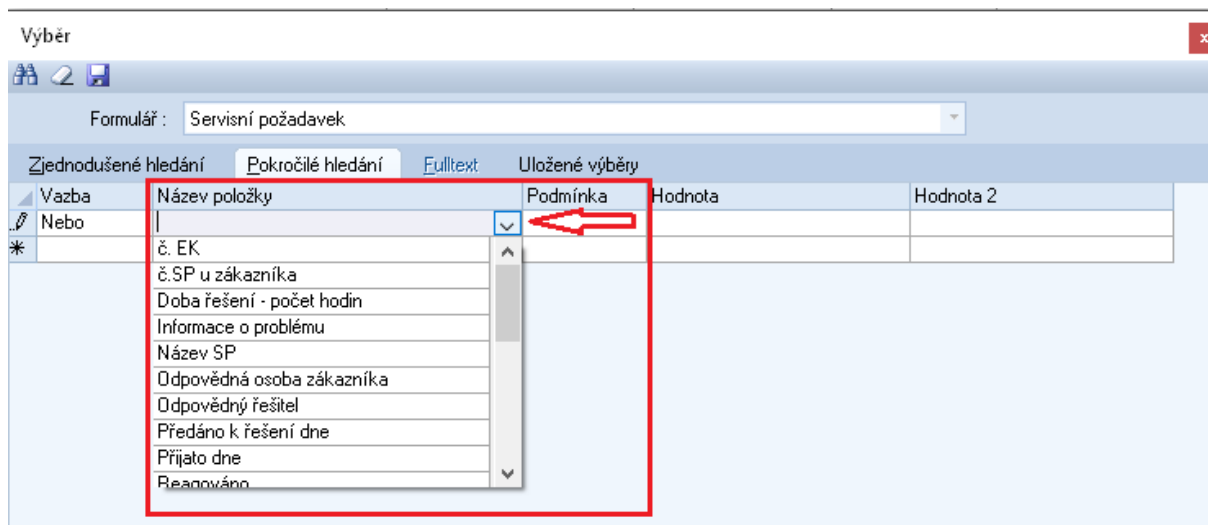 Výběr
x
Formulář : Servisní požadavek
Zjednodušené hledání Pokročilé hledání Fulltext Uložené výběry
Vazba Název položky Podmínka Hodnota Hodnota 2
Nebo
č. EK
č.SP u zákazníka
Doba řešení - počet hodin
Informace o problému
Název SP
Odpovědná osoba zákazníka
Odpovědný řešitel
Předáno k řešení dne
Přijato dne
Reagováno